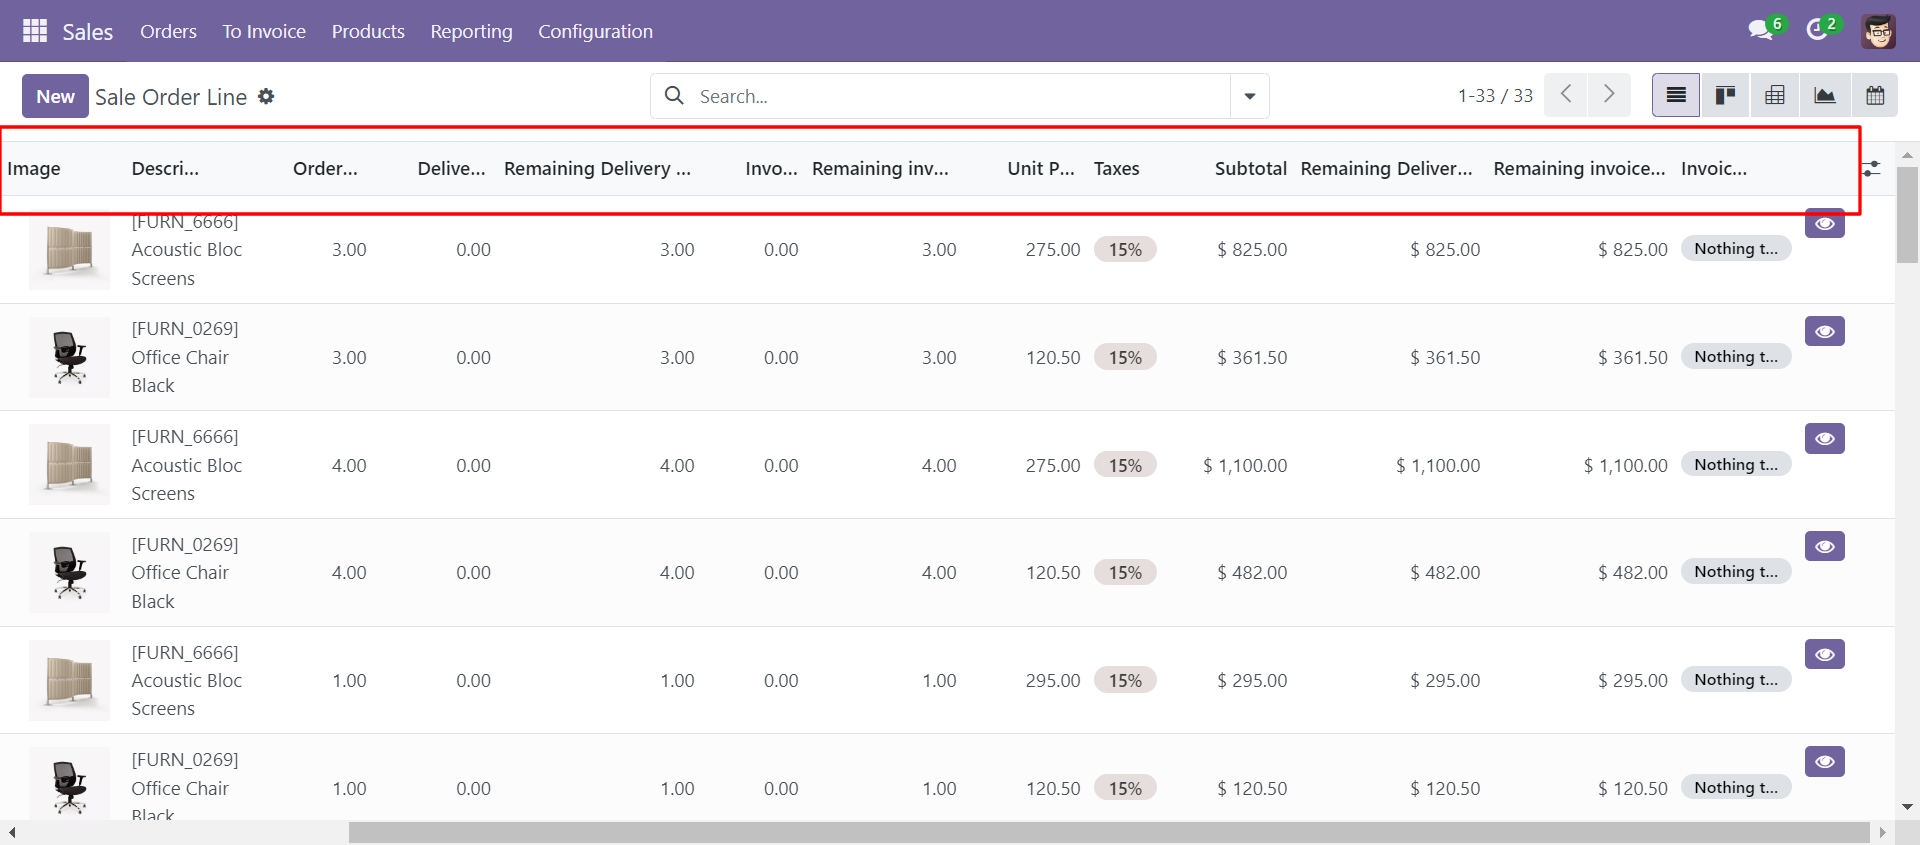 Sales Orders To Invoice Products Reporting Configuration 6 2
New Sale Order Line Search... 1-33 / 33
Image Descri... Order... Delive... Remaining Delivery ... Invo... Remaining inv... Unit P... Taxes Subtotal Remaining Deliver... Remaining invoice... Invoic...
[FURN_6666]
Acoustic Bloc 3.00 0.00 3.00 0.00 3.00 275.00 15% $ 825.00 $ 825.00 $ 825.00 Nothing t...
Screens
[FURN_0269]
Office Chair 3.00 0.00 3.00 0.00 3.00 120.50 15% $ 361.50 $ 361.50 $ 361.50 Nothing t...
Black
[FURN_6666]
Acoustic Bloc 4.00 0.00 4.00 0.00 4.00 275.00 15% $ 1,100.00 $ 1,100.00 $ 1,100.00 Nothing t...
Screens
[FURN_0269]
Office Chair 4.00 0.00 4.00 0.00 4.00 120.50 15% $ 482.00 $ 482.00 $ 482.00 Nothing t...
Black
[FURN_6666]
Acoustic Bloc 1.00 0.00 1.00 0.00 1.00 295.00 15% $ 295.00 $ 295.00 $ 295.00 Nothing t...
Screens
[FURN_0269]
Office Chair 1.00 0.00 1.00 0.00 1.00 120.50 15% $ 120.50 $ 120.50 $ 120.50 Nothing t...
Black